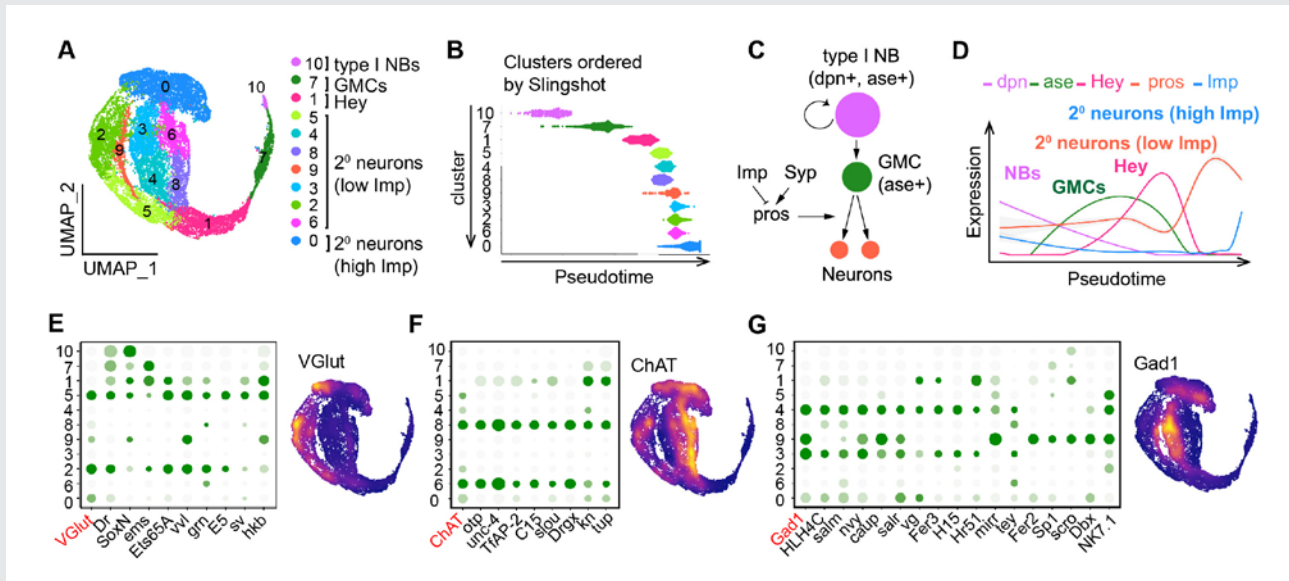 A
0
10
2
3
6
9
7
4
8
5
1
UMAP_2
UMAP_1
10 type I NBs
7 GMCs
1 Hey
5
4
8
9
3
2
6
2⁰ neurons
(low Imp)
0 2⁰ neurons
(high Imp)
B
Clusters ordered
by Slingshot
cluster
10
7
1
5
4
8
9
3
2
6
0
Pseudotime
C
type I NB
(dpn+, ase+)
GMC
(ase+)
Imp Syp
pros
Neurons
D
dpn ase Hey pros Imp
2⁰ neurons (high Imp)
2⁰ neurons (low Imp)
NBs
GMCs
Hey
Expression
Pseudotime
E
10
7
1
5
4
8
9
3
2
6
0
VGlut Dr SoxN ems Ets65A vvl grn E5 sv hkb
VGlut
F
10
7
1
5
4
8
9
3
2
6
0
ChAT otp unc-4 TfAP-2 C15 slou Drgx kn tup
ChAT
G
10
7
1
5
4
8
9
3
2
6
0
Gad1 HLH4C salm nvy caup salr vg Fer3 H15 Hr51 mirr tey Fer2 Sp1 scro Dbx NK7.1
Gad1